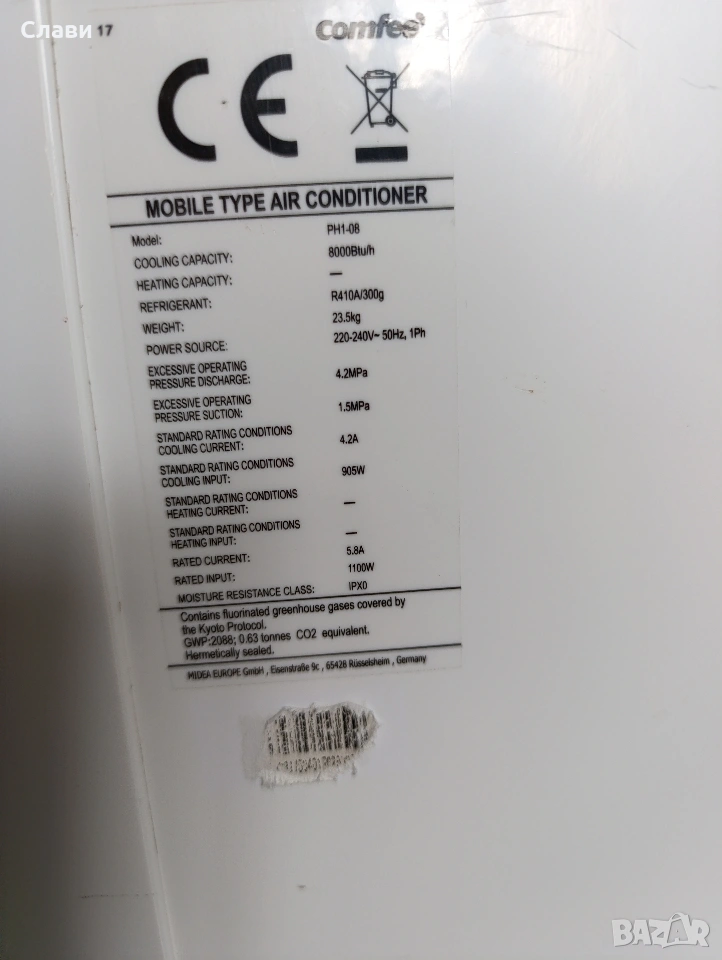 Слави 17
Comfee
CE
MOBILE TYPE AIR CONDITIONER
Model: PH1-08
COOLING CAPACITY: 8000Btu/h
HEATING CAPACITY: —
REFRIGERANT: R410A/300g
WEIGHT: 23.5kg
POWER SOURCE: 220-240V~ 50Hz, 1Ph
EXCESSIVE OPERATING
PRESSURE DISCHARGE: 4.2MPa
EXCESSIVE OPERATING
PRESSURE SUCTION: 1.5MPa
STANDARD RATING CONDITIONS
COOLING CURRENT: 4.2A
STANDARD RATING CONDITIONS
COOLING INPUT: 905W
STANDARD RATING CONDITIONS
HEATING CURRENT: —
STANDARD RATING CONDITIONS
HEATING INPUT: —
RATED CURRENT: 5.8A
RATED INPUT: 1100W
MOISTURE RESISTANCE CLASS: IPX0
Contains fluorinated greenhouse gases covered by
the Kyoto Protocol.
GWP:2088; 0.63 tonnes CO2 equivalent.
Hermetically sealed.
MIDEA EUROPE GmbH , Eisenstraße 9c , 65428 Rüsselsheim , Germany
BAZAR